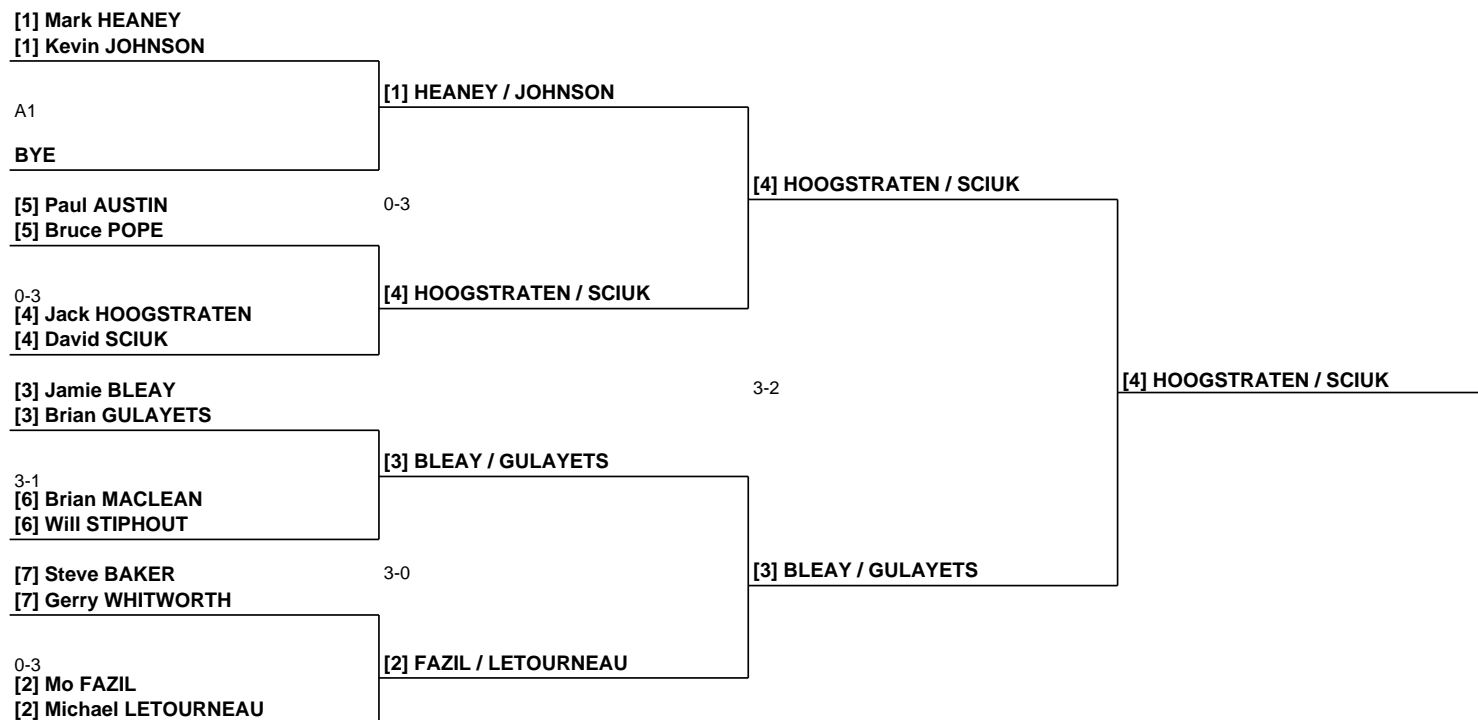 [1] Mark HEANEY
[1] Kevin JOHNSON
A1
BYE
[5] Paul AUSTIN
[5] Bruce POPE
0-3
[4] Jack HOOGSTRATEN
[4] David SCIUK
[3] Jamie BLEAY
[3] Brian GULAYETS
3-1
[6] Brian MACLEAN
[6] Will STIPHOUT
[7] Steve BAKER
[7] Gerry WHITWORTH
0-3
[2] Mo FAZIL
[2] Michael LETOURNEAU
[1] HEANEY / JOHNSON
0-3
[4] HOOGSTRATEN / SCIUK
[3] BLEAY / GULAYETS
3-0
[2] FAZIL / LETOURNEAU
[4] HOOGSTRATEN / SCIUK
3-2
[3] BLEAY / GULAYETS
[4] HOOGSTRATEN / SCIUK